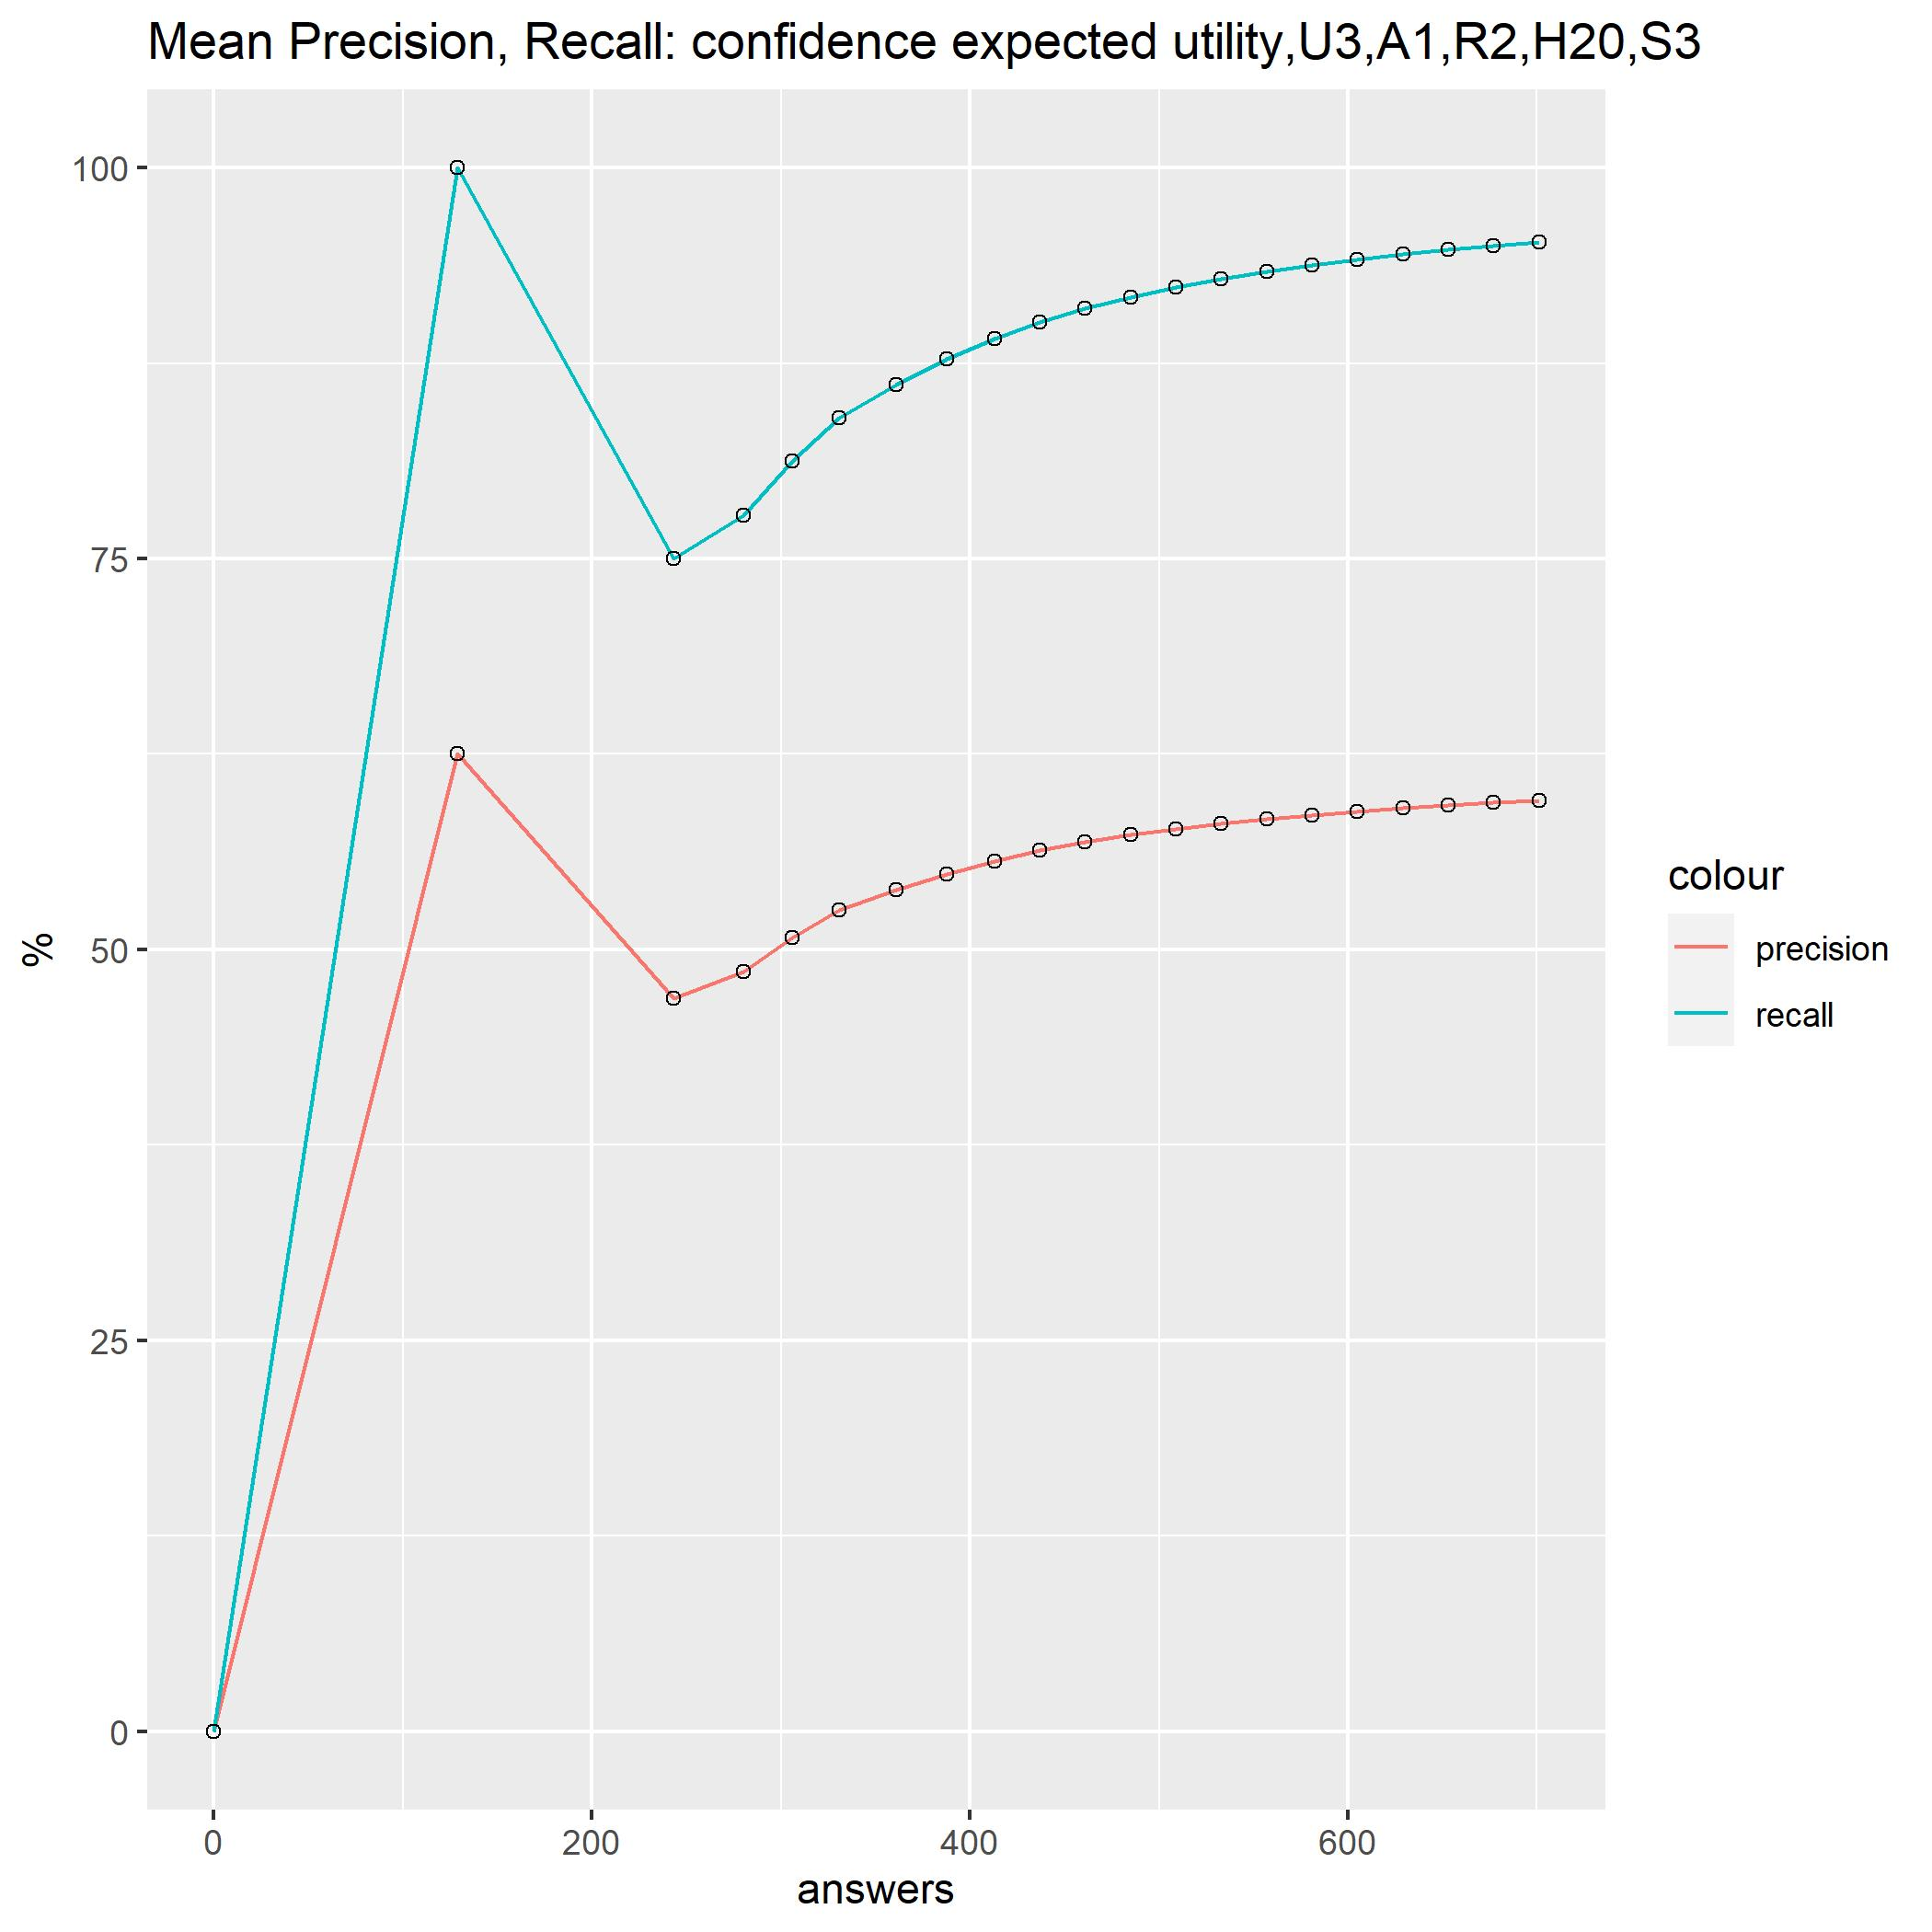 Mean Precision, Recall: confidence expected utility,U3,A1,R2,H20,S3
100
75
50
25
0
%
0 200 400 600
answers
colour
precision
recall